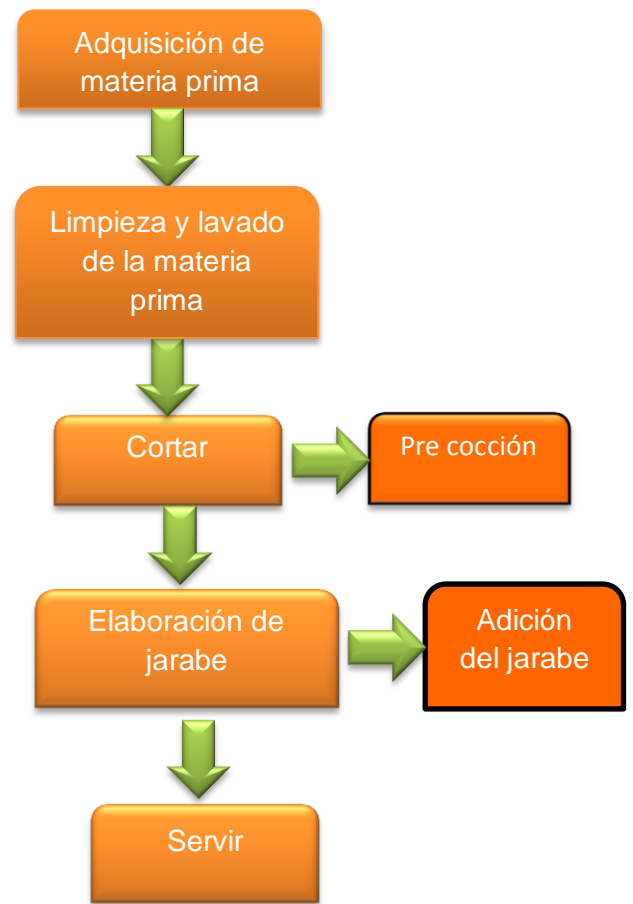 Adquisición de
materia prima
Limpieza y lavado
de la materia
prima
Cortar
Pre cocción
Elaboración de
jarabe
Adición
del jarabe
Servir